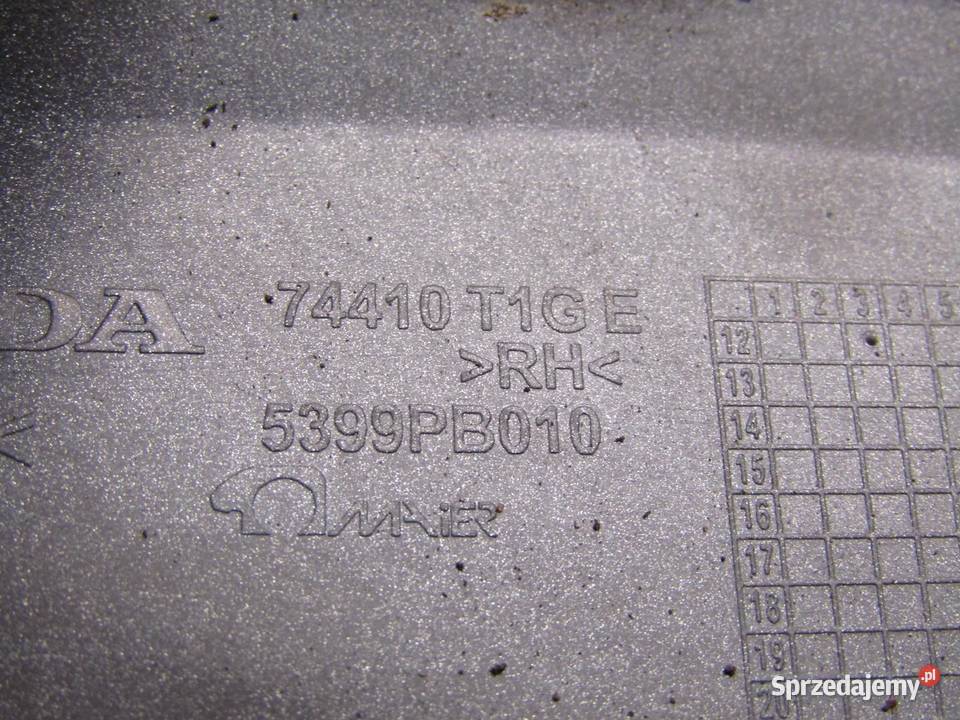 DA 74410 T1G E
>RH<
5399PB010
<
MAIER
1 2 3 4 5
12
13
14
15
16
17
18
19
20
Sprzedajemy.pl